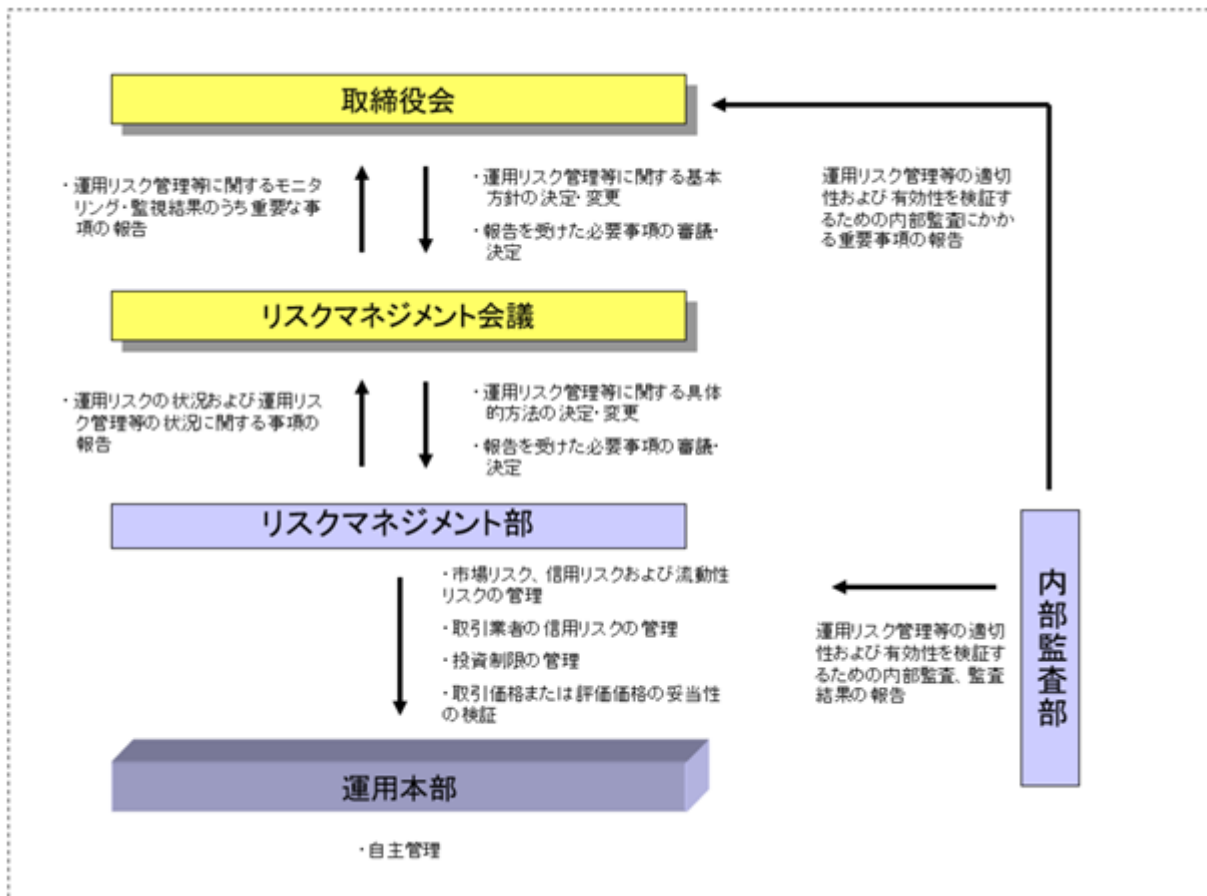 取締役会
・運用リスク管理等に関するモニ
タリング・監視結果のうち重要な事
項の報告
・運用リスク管理等に関する基本
方針の決定・変更
・報告を受けた必要事項の審議・
決定
運用リスク管理等の適切
性および有効性を検証す
るための内部監査にかか
る重要事項の報告
リスクマネジメント会議
・運用リスクの状況および運用リス
ク管理等の状況に関する事項の
報告
・運用リスク管理等に関する具体
的方法の決定・変更
・報告を受けた必要事項の審議・
決定
リスクマネジメント部
・市場リスク、信用リスクおよび流動性
リスクの管理
・取引業者の信用リスクの管理
・投資制限の管理
・取引価格または評価価格の妥当性
の検証
運用リスク管理等の適切
性および有効性を検証す
るための内部監査、監査
結果の報告
内部監査部
運用本部
・自主管理